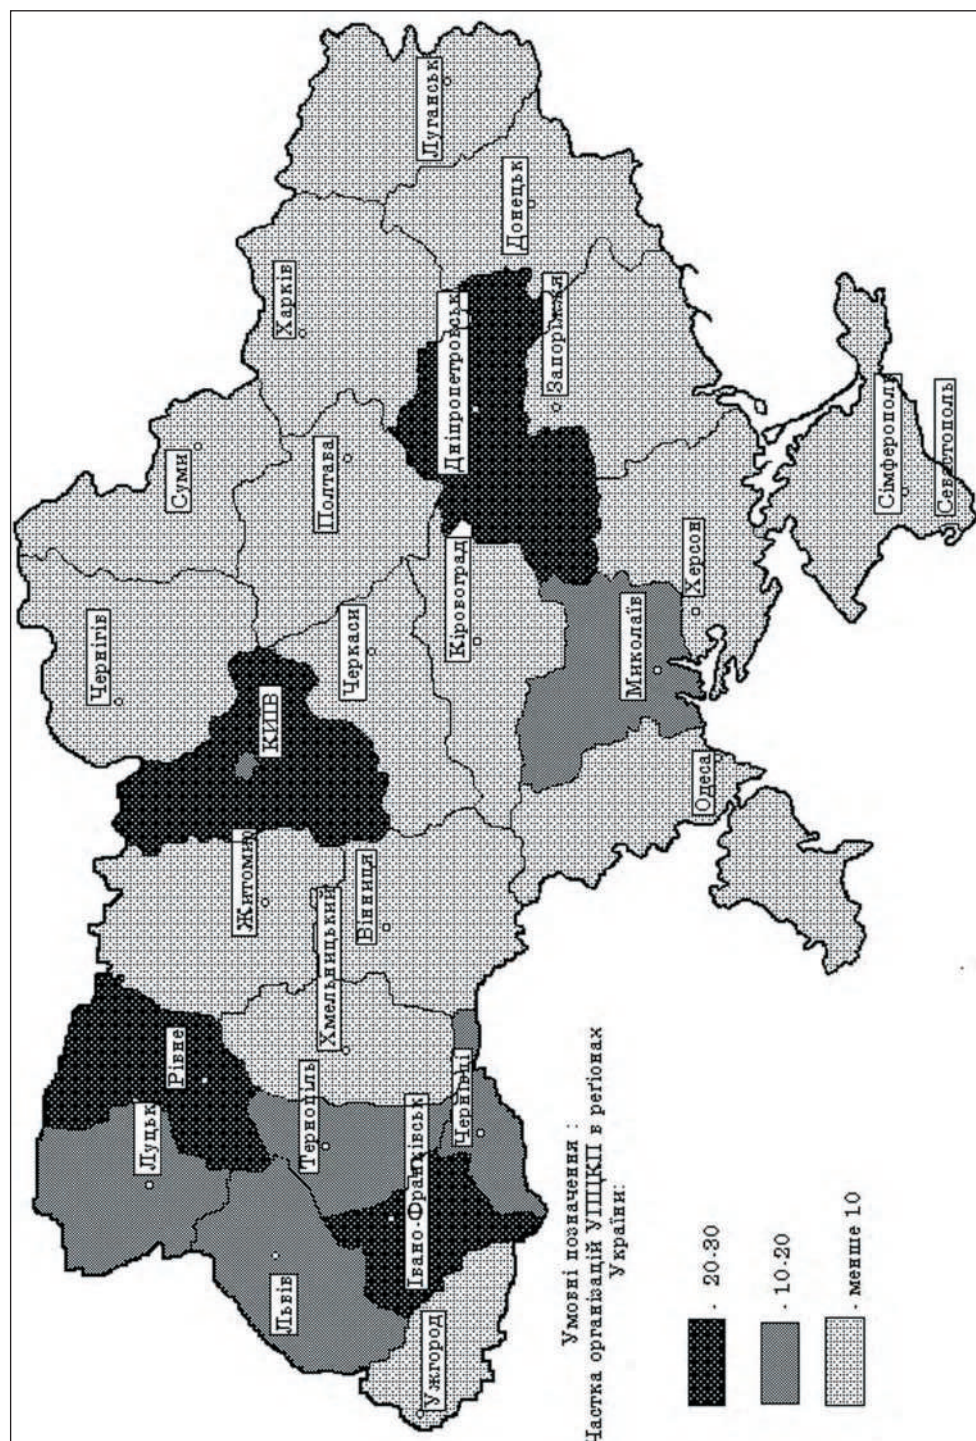 Луганськ
Донецьк
Харків
Дніпропетровськ
Запоріжжя
Суми
Полтава
Сімферополь
Севастополь
Чернігів
Черкаси
Кіровоград
Херсон
Миколаїв
КИЇВ
Одеса
Житомир
Хмельницький
Вінниця
Рівне
Луцьк
Тернопіль
Чернівці
Івано-Франківськ
Львів
Ужгород
Умовні позначення :
Частка організацій УПЦКП в регіонах
України:
- 20-30
- 10-20
- менше 10